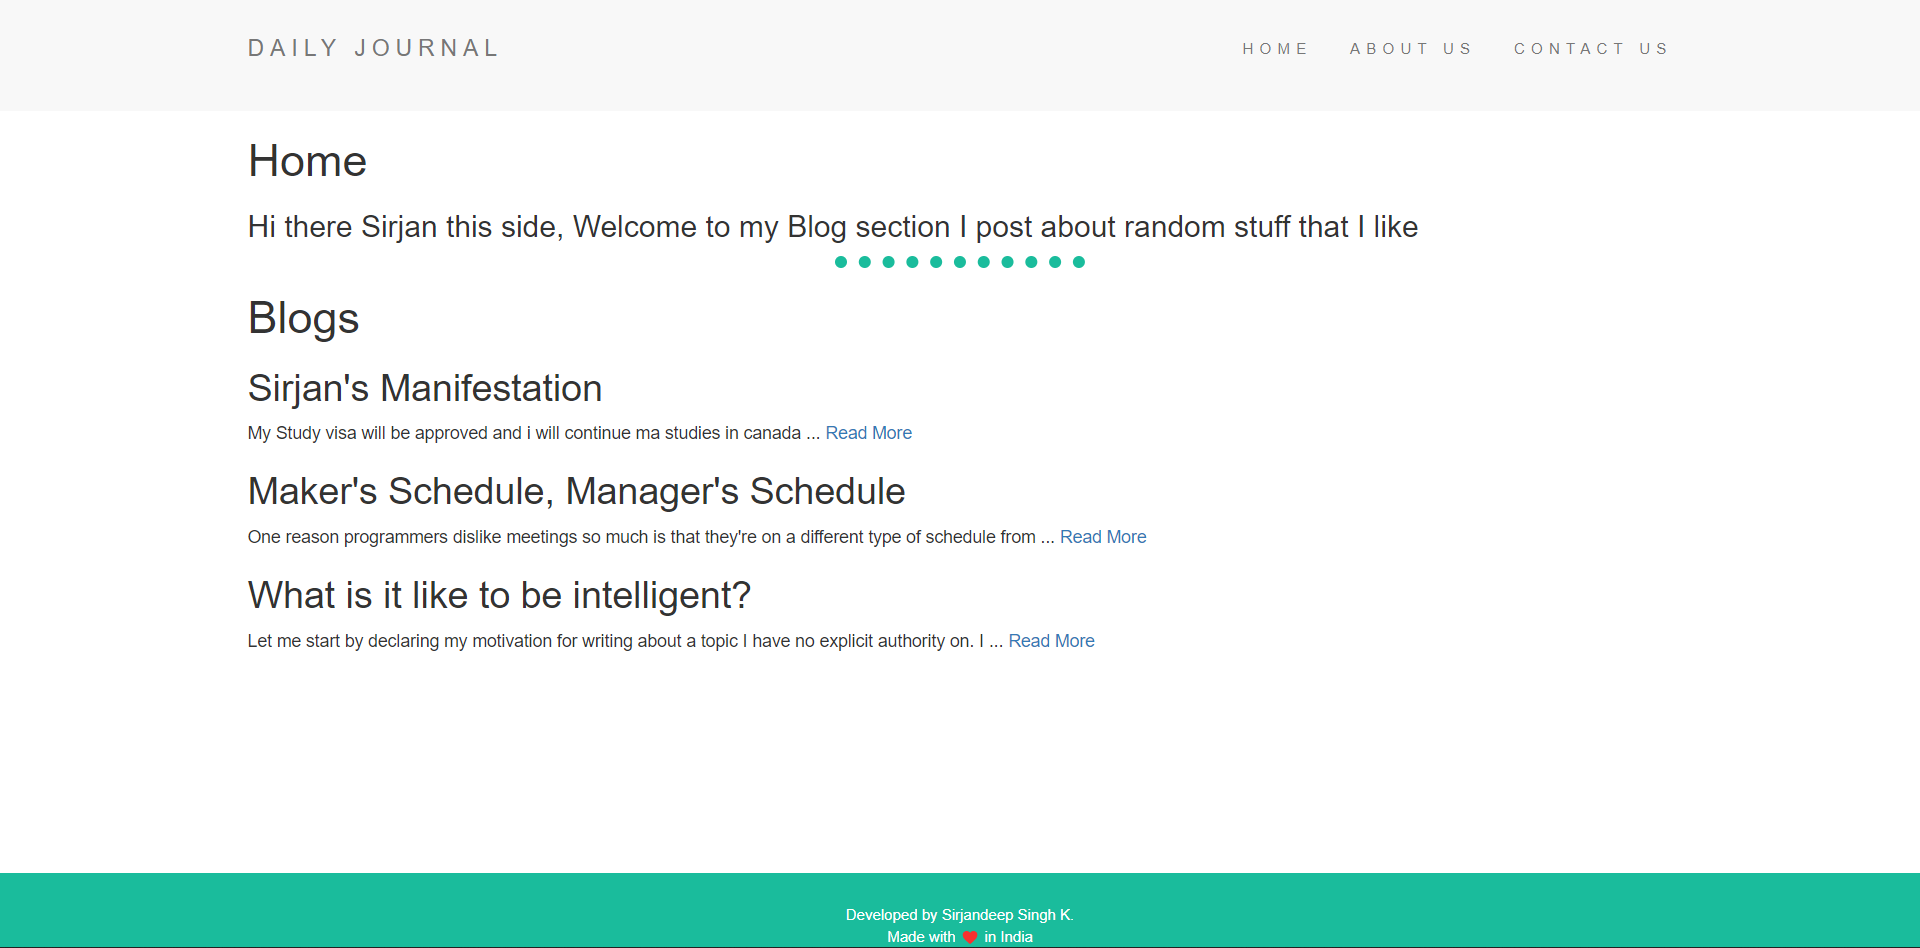 DAILY JOURNAL
HOME
ABOUT US
CONTACT US
Home
Hi there Sirjan this side, Welcome to my Blog section I post about random stuff that I like
Blogs
Sirjan's Manifestation
My Study visa will be approved and i will continue ma studies in canada ... Read More
Maker's Schedule, Manager's Schedule
One reason programmers dislike meetings so much is that they're on a different type of schedule from ... Read More
What is it like to be intelligent?
Let me start by declaring my motivation for writing about a topic I have no explicit authority on. I ... Read More
Developed by Sirjandeep Singh K.
Made with ❤ in India